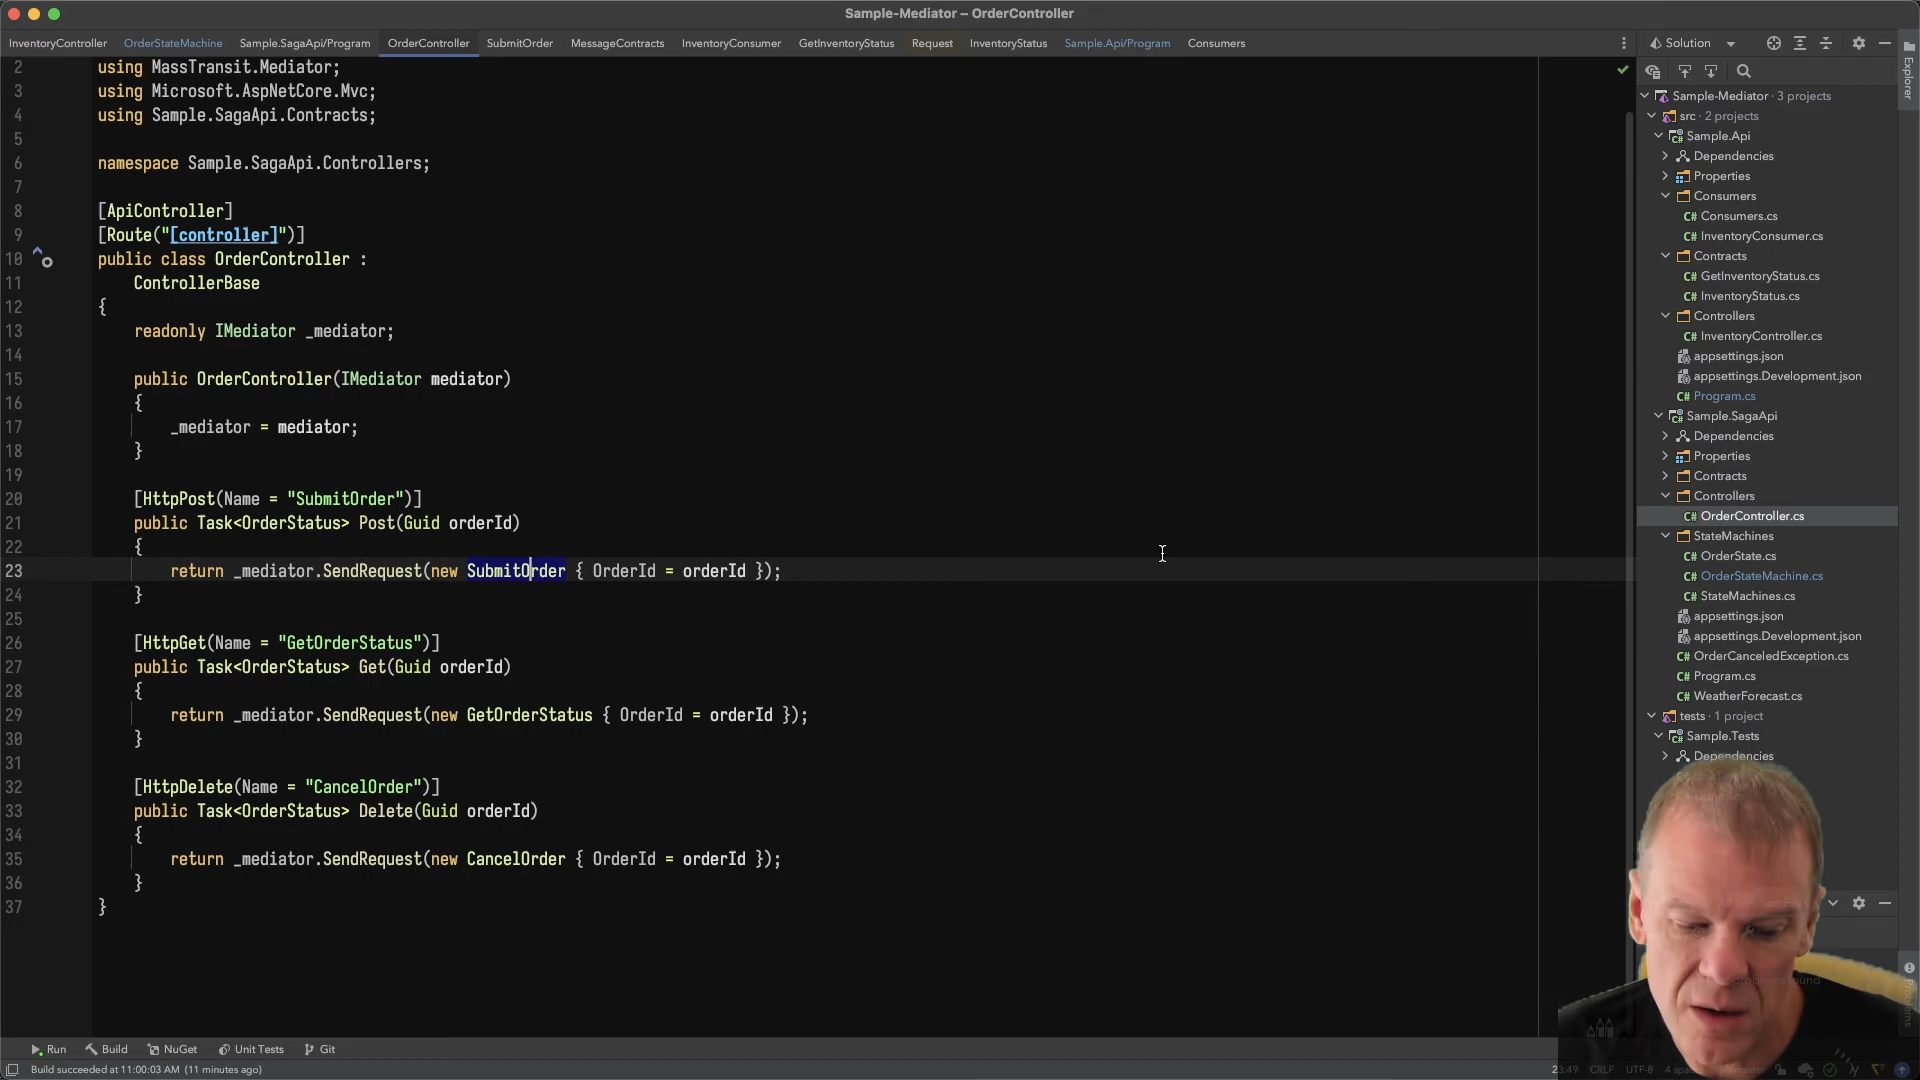 Sample-Mediator – OrderController
InventoryController OrderStateMachine Sample.SagaApi/Program OrderController SubmitOrder MessageContracts InventoryConsumer GetInventoryStatus Request InventoryStatus Sample.Api/Program Consumers
Solution
Explorer
2 using MassTransit.Mediator;
3 using Microsoft.AspNetCore.Mvc;
4 using Sample.SagaApi.Contracts;
5
6 namespace Sample.SagaApi.Controllers;
7
8 [ApiController]
9 [Route("[controller]")]
10 public class OrderController :
11 ControllerBase
12 {
13 readonly IMediator _mediator;
14
15 public OrderController(IMediator mediator)
16 {
17 _mediator = mediator;
18 }
19
20 [HttpPost(Name = "SubmitOrder")]
21 public Task<OrderStatus> Post(Guid orderId)
22 {
23 return _mediator.SendRequest(new SubmitOrder { OrderId = orderId });
24 }
25
26 [HttpGet(Name = "GetOrderStatus")]
27 public Task<OrderStatus> Get(Guid orderId)
28 {
29 return _mediator.SendRequest(new GetOrderStatus { OrderId = orderId });
30 }
31
32 [HttpDelete(Name = "CancelOrder")]
33 public Task<OrderStatus> Delete(Guid orderId)
34 {
35 return _mediator.SendRequest(new CancelOrder { OrderId = orderId });
36 }
37 }
Sample-Mediator · 3 projects
src · 2 projects
Sample.Api
Dependencies
Properties
Consumers
C# Consumers.cs
C# InventoryConsumer.cs
Contracts
C# GetInventoryStatus.cs
C# InventoryStatus.cs
Controllers
C# InventoryController.cs
appsettings.json
appsettings.Development.json
C# Program.cs
Sample.SagaApi
Dependencies
Properties
Contracts
Controllers
C# OrderController.cs
StateMachines
C# OrderState.cs
C# OrderStateMachine.cs
C# StateMachines.cs
appsettings.json
appsettings.Development.json
C# OrderCanceledException.cs
C# Program.cs
C# WeatherForecast.cs
tests · 1 project
Sample.Tests
Dependencies
Problems
Run Build NuGet Unit Tests Git
Build succeeded at 11:00:03 AM (11 minutes ago)
23:49 CRLF UTF-8